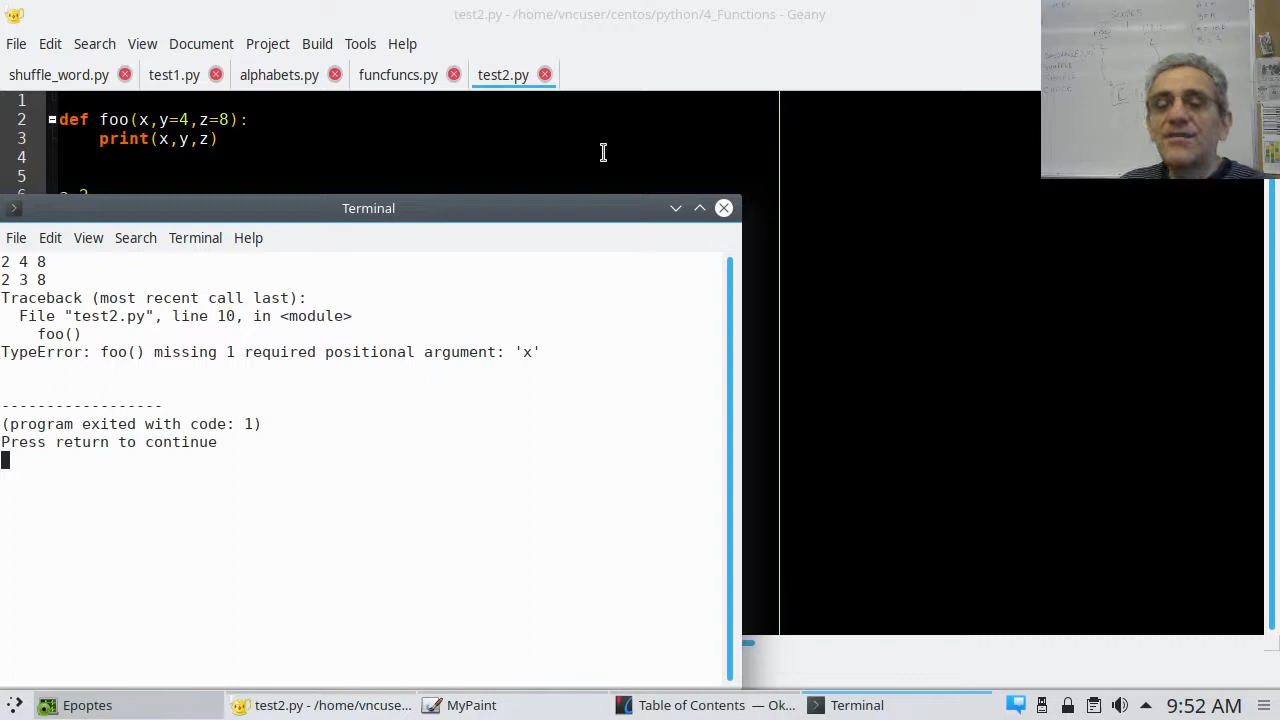 test2.py - /home/vncuser/centos/python/4_Functions - Geany
File Edit Search View Document Project Build Tools Help
shuffle_word.py test1.py alphabets.py funcfuncs.py test2.py
1
2 def foo(x,y=4,z=8):
3 print(x,y,z)
4
5
Terminal
File Edit View Search Terminal Help
2 4 8
2 3 8
Traceback (most recent call last):
File "test2.py", line 10, in <module>
foo()
TypeError: foo() missing 1 required positional argument: 'x'
------------------
(program exited with code: 1)
Press return to continue
Epoptes test2.py - /home/vncuse... MyPaint Table of Contents — Ok... Terminal 9:52 AM